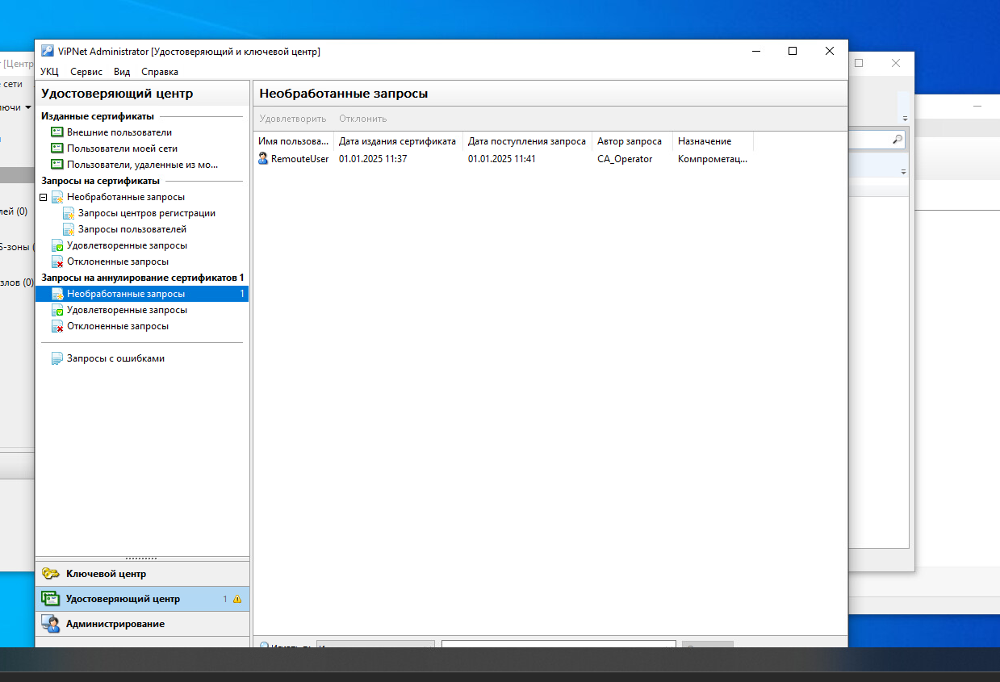 ViPNet Administrator [Удостоверяющий и ключевой центр]
[Центр
УКЦ Сервис Вид Справка
сети
Удостоверяющий центр
Необработанные запросы
Изданные сертификаты
Удовлетворить Отклонить
Внешние пользователи
Пользователи моей сети
Пользователи, удаленные из мо...
Имя пользова... Дата издания сертификата Дата поступления запроса Автор запроса Назначение
RemouteUser 01.01.2025 11:37 01.01.2025 11:41 CA_Operator Компрометац...
Запросы на сертификаты
Необработанные запросы
Запросы центров регистрации
лей (0)
Запросы пользователей
Удовлетворенные запросы
S-зоны (
Отклоненные запросы
Запросы на аннулирование сертификатов 1
злов (0)
Необработанные запросы 1
Удовлетворенные запросы
Отклоненные запросы
Запросы с ошибками
Ключевой центр
Удостоверяющий центр 1
Администрирование